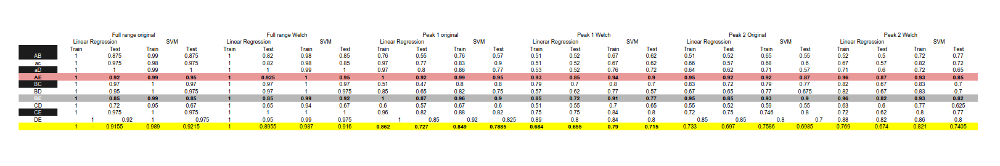 Full range original Full range Welch Peak 1 original Peak 1 Welch Peak 2 Original Peak 2 Welch
Linear Regression SVM Linear Regression SVM Linear Regression SVM Linerar Regression SVM Linear Regression SVM Linear Regression SVM
Train Test Train Test Train Test Train Test Train Test Train Test Train Test Train Test Train Test Train Test Train Test Train Test
AB 1 0.875 0.99 0.875 1 0.82 0.98 0.85 0.76 0.55 0.76 0.57 0.51 0.52 0.67 0.62 0.51 0.52 0.65 0.55 0.52 0.5 0.72 0.77
ac 1 0.975 0.98 0.975 1 0.82 0.98 0.85 0.97 0.77 0.83 0.9 0.51 0.52 0.67 0.62 0.66 0.57 0.68 0.6 0.67 0.57 0.82 0.72
aD 1 1 0.99 1 1 1 0.99 1 0.97 0.8 0.86 0.77 0.53 0.52 0.76 0.72 0.64 0.62 0.71 0.57 0.71 0.6 0.72 0.65
AE 1 0.92 0.99 0.95 1 0.925 1 0.95 1 0.92 0.99 0.95 0.93 0.85 0.94 0.9 0.95 0.92 0.92 0.87 0.96 0.87 0.93 0.85
BC 1 0.97 1 0.97 1 0.97 1 0.97 0.51 0.47 0.8 0.8 0.79 0.7 0.8 0.7 0.83 0.72 0.79 0.77 0.82 0.67 0.83 0.7
BD 1 0.95 1 0.975 1 0.97 1 0.975 0.85 0.65 0.82 0.75 0.57 0.62 0.77 0.57 0.67 0.65 0.77 0.675 0.82 0.67 0.83 0.7
BE 1 0.85 0.99 0.85 1 0.85 0.99 0.92 1 0.87 0.96 0.9 0.85 0.72 0.91 0.77 0.95 0.85 0.93 0.9 0.96 0.82 0.93 0.82
CD 1 0.72 0.95 0.67 1 0.65 0.94 0.67 0.6 0.57 0.67 0.6 0.51 0.55 0.7 0.65 0.55 0.52 0.59 0.55 0.63 0.6 0.77 0.625
CE 1 0.975 1 0.975 1 1 1 1 0.96 0.82 0.88 0.82 0.75 0.75 0.84 0.8 0.72 0.75 0.746 0.8 0.72 0.62 0.8 0.77
DE 1 0.92 1 0.975 1 0.95 0.99 0.975 1 0.85 0.92 0.825 0.89 0.8 0.84 0.8 0.85 0.85 0.8 0.7 0.88 0.82 0.86 0.8
1 0.9155 0.989 0.9215 1 0.8955 0.987 0.916 0.862 0.727 0.849 0.7885 0.684 0.655 0.79 0.715 0.733 0.697 0.7586 0.6985 0.769 0.674 0.821 0.7405